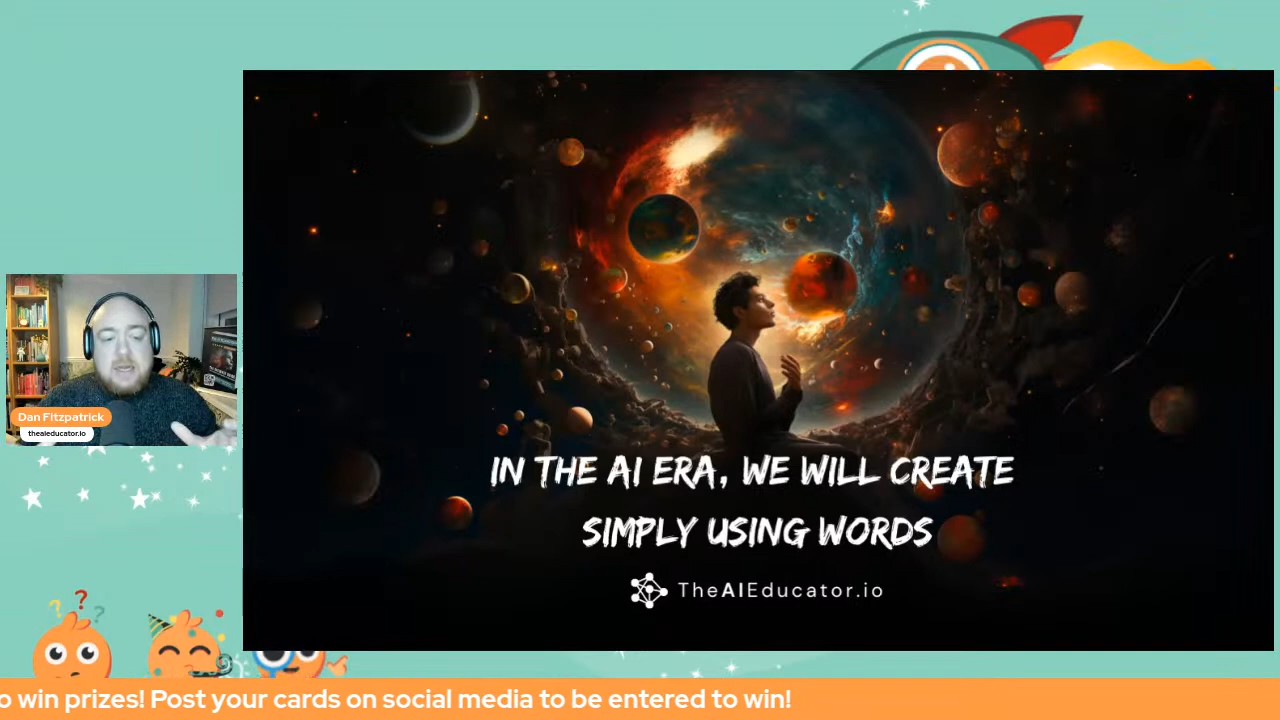 Dan Fitzpatrick
theaieducator.io
IN THE AI ERA, WE WILL CREATE
SIMPLY USING WORDS
TheAIEducator.io
o win prizes! Post your cards on social media to be entered to win!